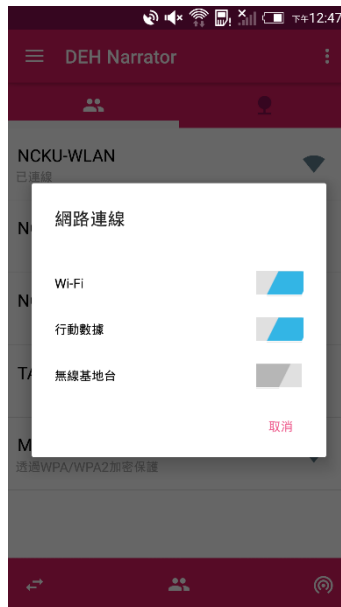 下午12:47
DEH Narrator
NCKU-WLAN
已連線
網路連線
Wi-Fi
行動數據
無線基地台
取消
透過WPA/WPA2加密保護